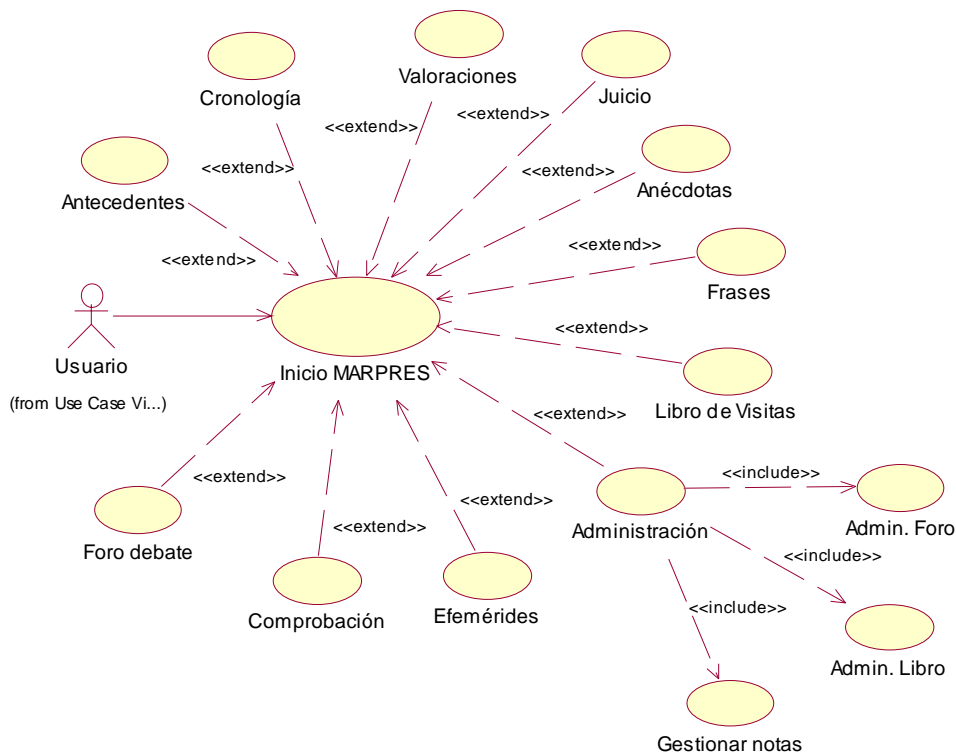 Valoraciones
Cronología
Juicio
<<extend>>
<<extend>>
<<extend>>
<<extend>>
Anécdotas
Antecedentes
<<extend>>
<<extend>>
Frases
<<extend>>
Usuario
(from Use Case Vi...)
Inicio MARPRES
Libro de Visitas
<<extend>>
<<extend>>
<<extend>>
<<extend>>
<<include>>
Foro debate
Administración
Admin. Foro
<<include>>
Comprobación
Efemérides
<<include>>
Admin. Libro
Gestionar notas